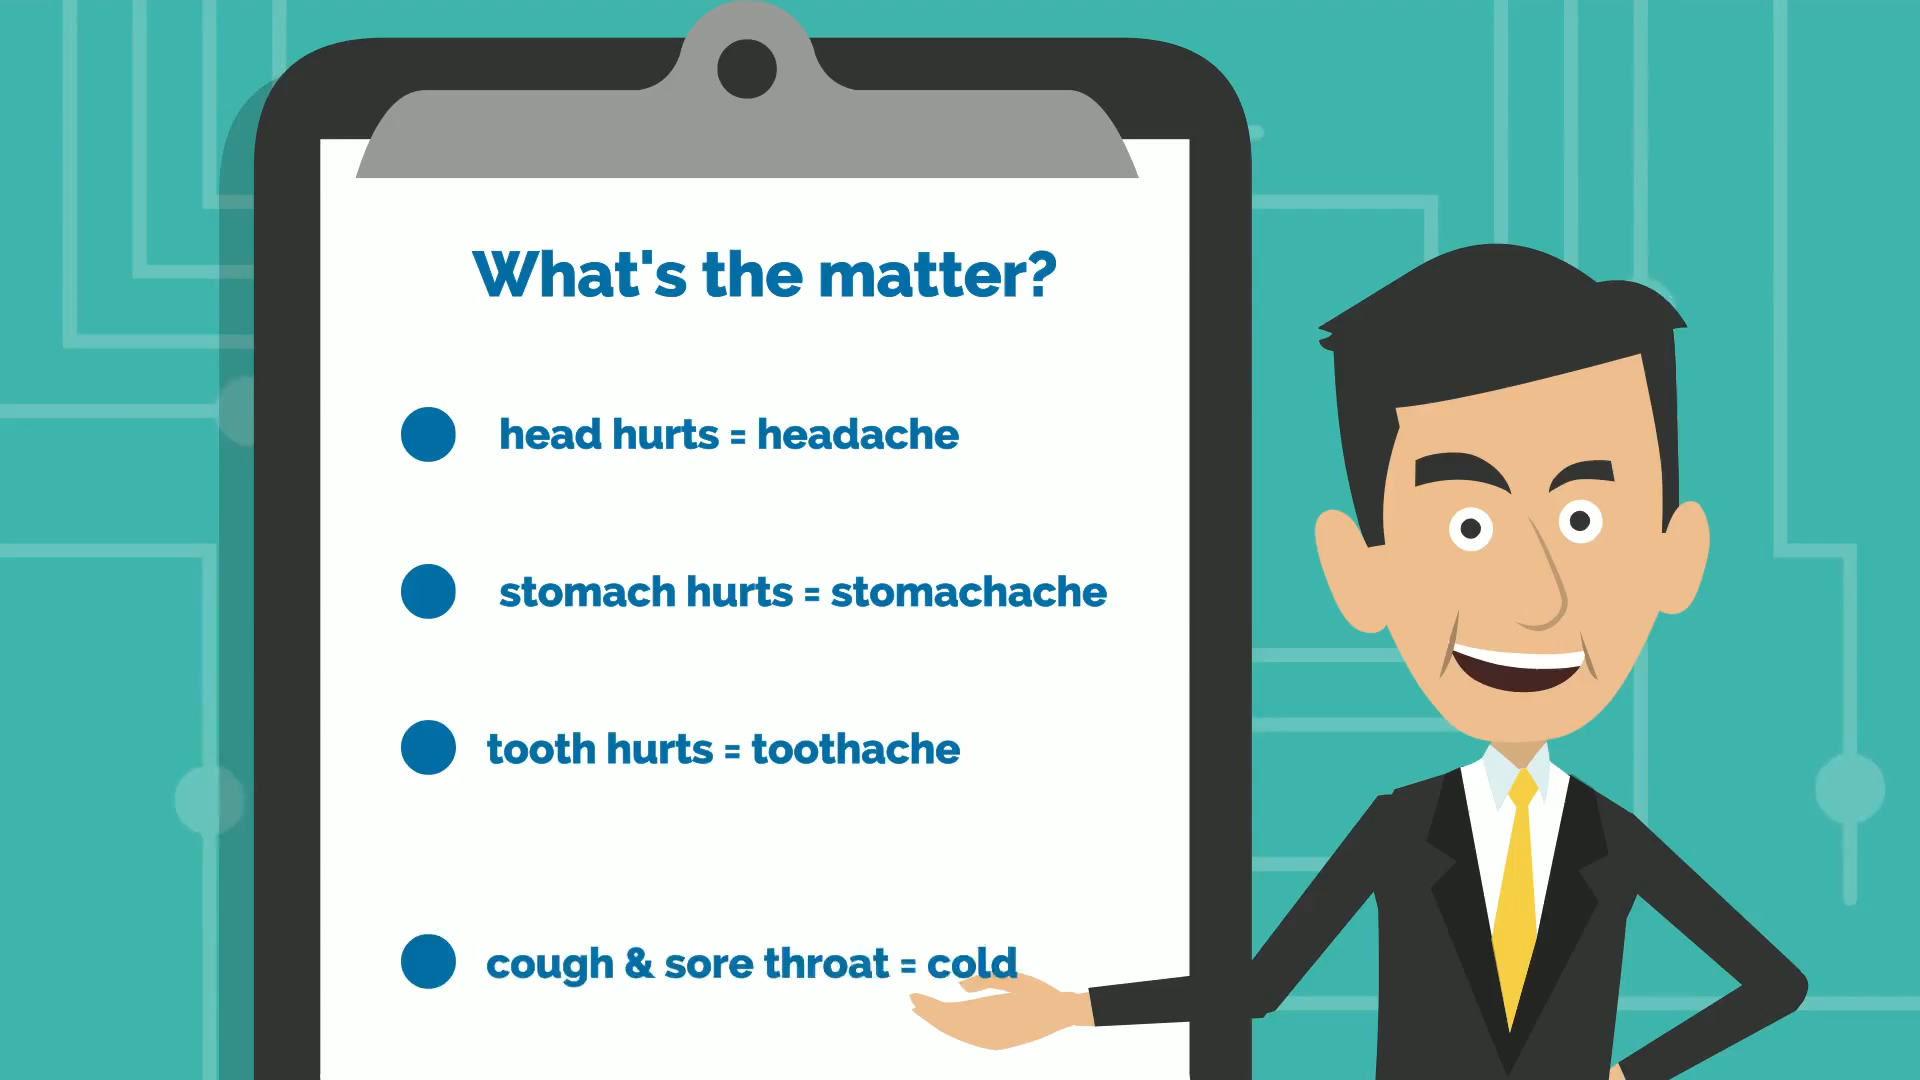 What's the matter?
head hurts = headache
stomach hurts = stomachache
tooth hurts = toothache
cough & sore throat = cold